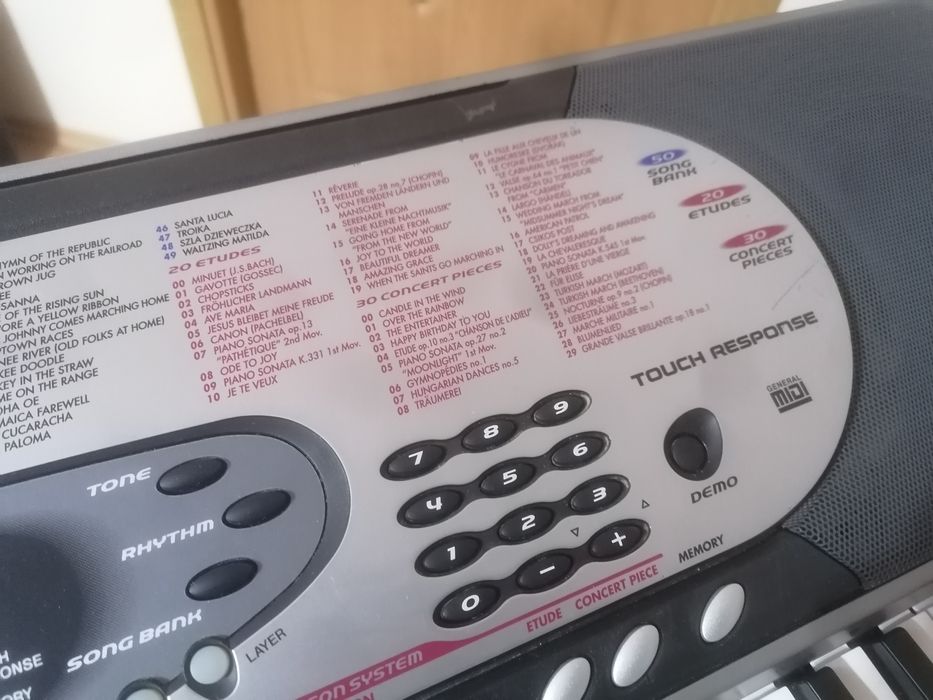 HYMN OF THE REPUBLIC
WORKING ON THE RAILROAD
OWN JUG
EE
SANNA
E OF THE RISING SUN
ORE A YELLOW RIBBON
JOHNNY COMES MARCHING HOME
TOWN RACES
NEE RIVER (OLD FOLKS AT HOME)
KEE DOODLE
KEY IN THE STRAW
ME ON THE RANGE
OHA OE
MAICA FAREWELL
CUCARACHA
PALOMA
46 SANTA LUCIA
47 TROIKA
48 SZLA DZIEWECZKA
49 WALTZING MATILDA
20 ETUDES
00 MINUET (J.S.BACH)
01 GAVOTTE (GOSSEC)
02 CHOPSTICKS
03 FRÖHLICHER LANDMANN
04 AVE MARIA
05 JESUS BLEIBET MEINE FREUDE
06 CANON (PACHELBEL)
07 PIANO SONATA op.13
"PATHÉTIQUE" 2nd Mov.
08 ODE TO JOY
09 PIANO SONATA K.331 1st Mov.
10 JE TE VEUX
11 RÊVERIE
12 PRELUDE op.28 no.7 (CHOPIN)
13 VON FREMDEN LÄNDERN UND
MENSCHEN
14 SERENADE FROM
"EINE KLEINE NACHTMUSIK"
15 GOING HOME FROM
"FROM THE NEW WORLD"
16 JOY TO THE WORLD
17 BEAUTIFUL DREAMER
18 AMAZING GRACE
19 WHEN THE SAINTS GO MARCHING IN
30 CONCERT PIECES
00 CANDLE IN THE WIND
01 OVER THE RAINBOW
02 THE ENTERTAINER
03 HAPPY BIRTHDAY TO YOU
04 ETUDE op.10 no.3 "CHANSON DE L'ADIEU"
05 PIANO SONATA op.27 no.2
"MOONLIGHT" 1st Mov.
06 GYMNOPÉDIES no.1
07 HUNGARIAN DANCES no.5
08 TRÄUMEREI
09 LA FILLE AUX CHEVEUX DE LIN
10 HUMORESKE (DVOŘÁK)
11 LE CYGNE FROM
"LE CARNAVAL DES ANIMAUX"
12 VALSE op.64 no.1 "PETIT CHIEN"
13 CHANSON DU TOREADOR
FROM "CARMEN"
14 LARGO (HÄNDEL)
15 WEDDING MARCH FROM
"MIDSUMMER NIGHT'S DREAM"
16 AMERICAN PATROL
17 CSIKOS POST
18 DOLLY'S DREAMING AND AWAKENING
19 LA CHEVALERESQUE
20 PIANO SONATA K.545 1st Mov.
21 LA PRIÈRE D'UNE VIERGE
22 FÜR ELISE
23 TURKISH MARCH (MOZART)
24 TURKISH MARCH (BEETHOVEN)
25 NOCTURNE op.9 no.2 (CHOPIN)
26 LIEBESTRÄUME no.3
27 MARCHE MILITAIRE no.1
28 BLUMENLIED
29 GRANDE VALSE BRILLANTE op.18 no.1
50
SONG
BANK
20
ETUDES
30
CONCERT
PIECES
TOUCH RESPONSE
GENERAL
MIDI
DEMO
7 8 9
4 5 6
1 2 3
0 − +
TONE
RHYTHM
SONG BANK
LAYER
ETUDE CONCERT PIECE
MEMORY
ON SYSTEM